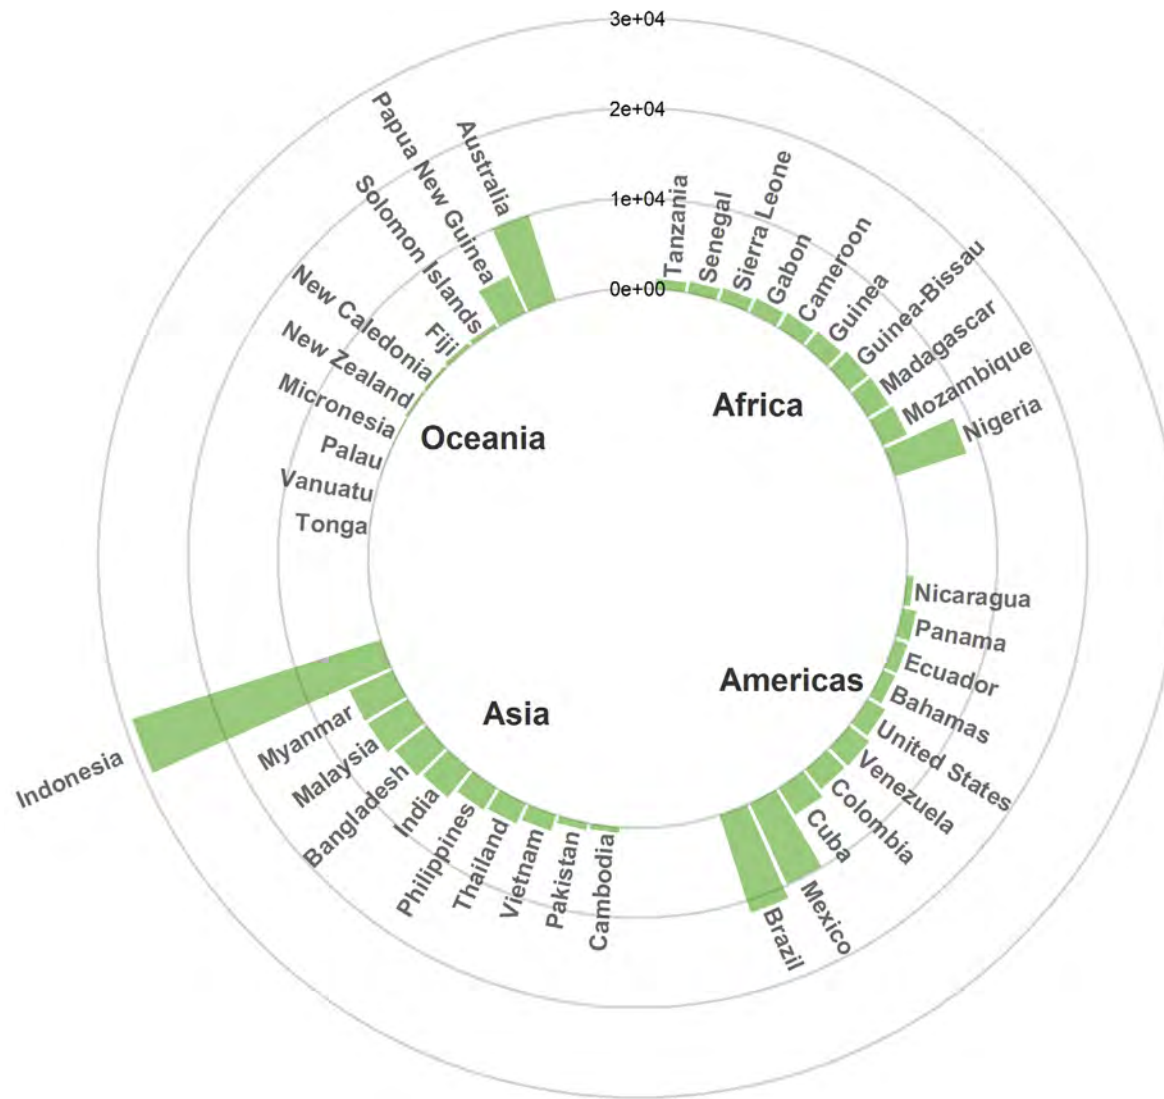 3e+04
2e+04
1e+04
0e+00
Tanzania
Senegal
Sierra Leone
Gabon
Cameroon
Guinea
Guinea-Bissau
Madagascar
Mozambique
Nigeria
Africa
Nicaragua
Panama
Ecuador
Bahamas
United States
Venezuela
Colombia
Cuba
Mexico
Brazil
Americas
Cambodia
Pakistan
Vietnam
Thailand
Philippines
India
Bangladesh
Malaysia
Myanmar
Indonesia
Asia
Tonga
Vanuatu
Palau
Micronesia
New Zealand
New Caledonia
Fiji
Solomon Islands
Papua New Guinea
Australia
Oceania